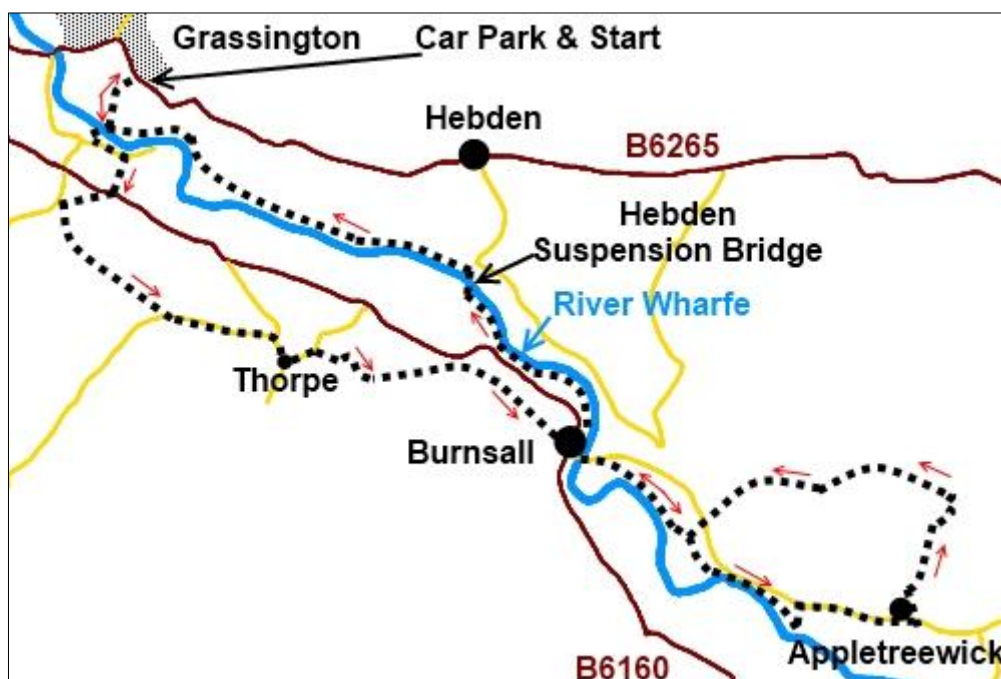 Grassington
Car Park & Start
Hebden
B6265
Hebden
Suspension Bridge
River Wharfe
Thorpe
Burnsall
Appletreewick
B6160